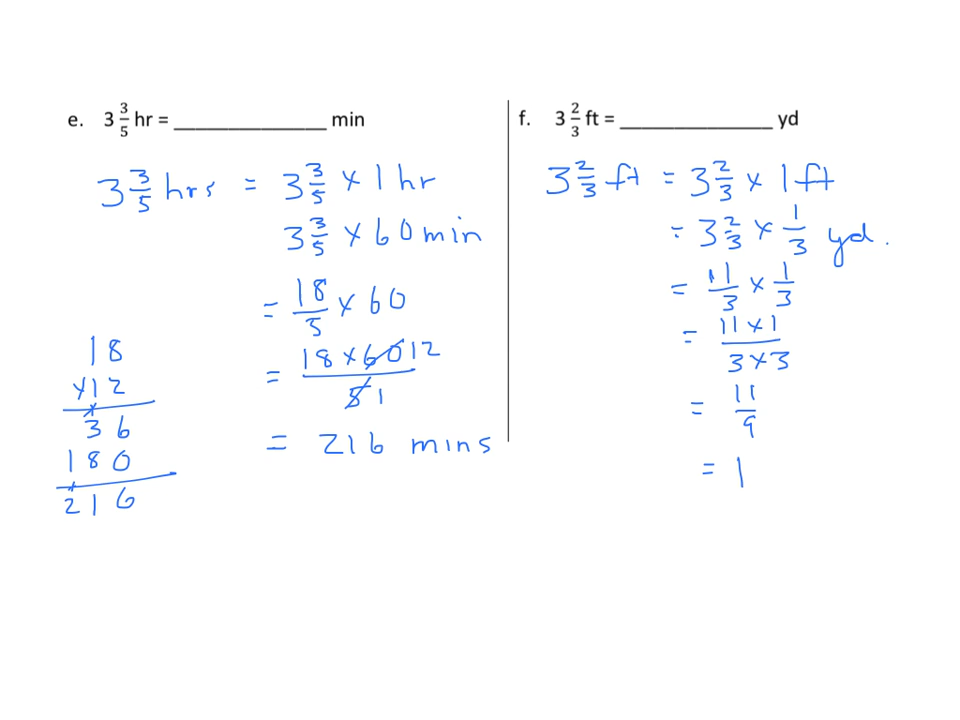 e. 3 3/5 hr = ______________ min
3 3/5 hrs = 3 3/5 × 1 hr
3 3/5 × 60 min
= 18/5 × 60
= 18 × 60 12 / 5 1
= 216 mins
18
×12
36
180
216
f. 3 2/3 ft = ______________ yd
3 2/3 ft = 3 2/3 × 1 ft
= 3 2/3 × 1/3 yd.
= 11/3 × 1/3
= 11 × 1 / 3 × 3
= 11/9
= 1